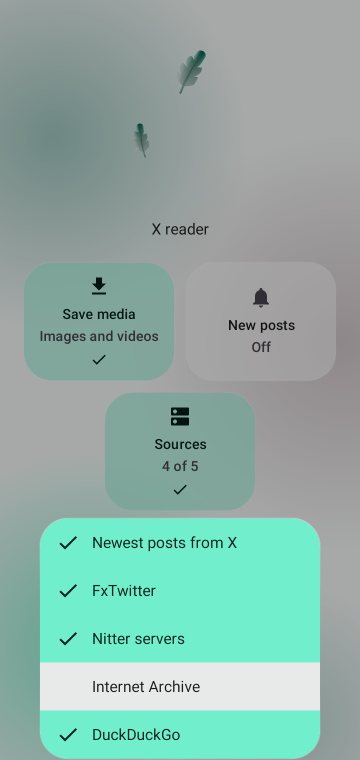 X reader
Save media
Images and videos
New posts
Off
Sources
4 of 5
Newest posts from X
FxTwitter
Nitter servers
Internet Archive
DuckDuckGo